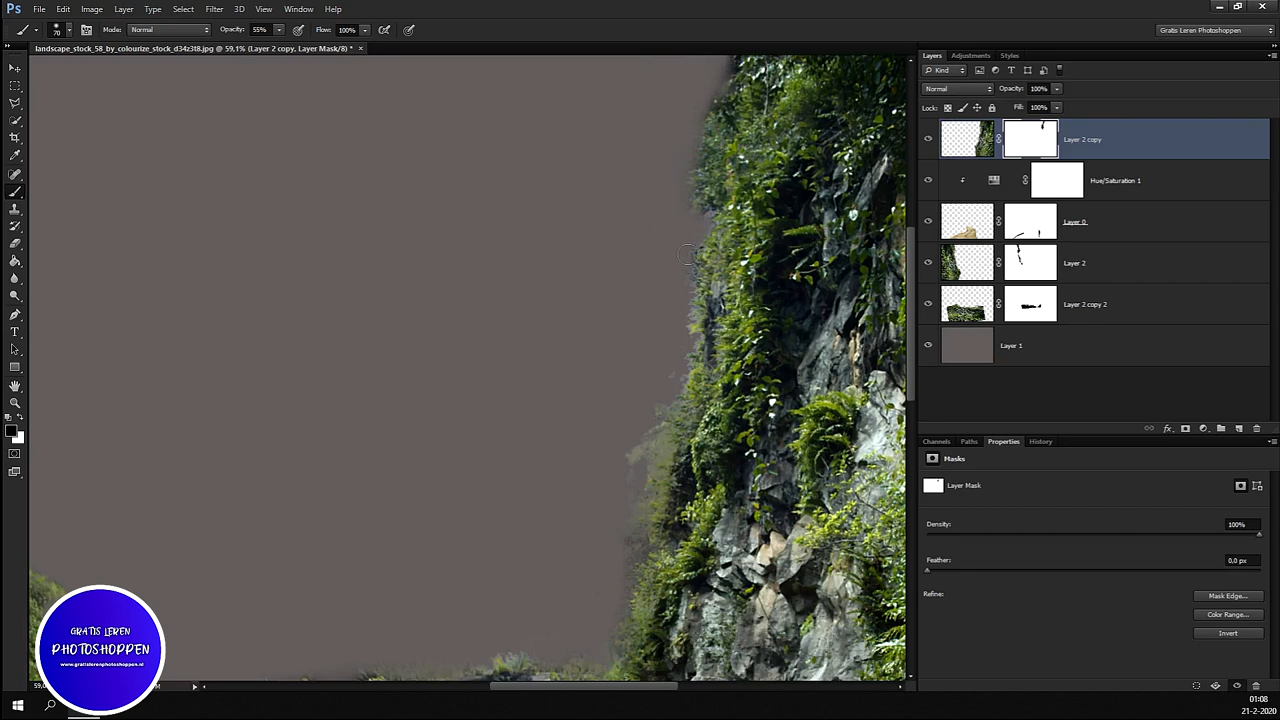 Ps File Edit Image Layer Type Select Filter 3D View Window Help
70 Mode: Normal Opacity: 55% Flow: 100% Gratis Leren Photoshoppen
landscape_stock_58_by_colourize_stock_d34z3t8.jpg @ 59,1% (Layer 2 copy, Layer Mask/8) * ×
Layers Adjustments Styles
Kind
Normal Opacity: 100%
Lock: Fill: 100%
Layer 2 copy
Hue/Saturation 1
Layer 0
Layer 2
Layer 2 copy 2
Layer 1
Channels Paths Properties History
Masks
Layer Mask
Density: 100%
Feather: 0,0 px
Refine: Mask Edge...
Color Range...
Invert
GRATIS LEREN
PHOTOSHOPPEN
www.gratislerenphotoshoppen.nl
01:08
21-2-2020